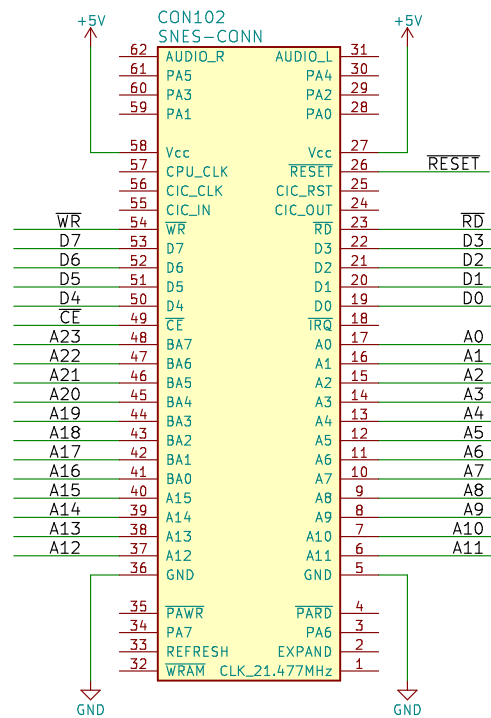 +5V +5V
CON102
SNES-CONN
62 AUDIO_R AUDIO_L 31
61 PA5 PA4 30
60 PA3 PA2 29
59 PA1 PA0 28
58 Vcc Vcc 27
57 CPU_CLK RESET 26 RESET
56 CIC_CLK CIC_RST 25
55 CIC_IN CIC_OUT 24
WR 54 WR RD 23 RD
D7 53 D7 D3 22 D3
D6 52 D6 D2 21 D2
D5 51 D5 D1 20 D1
D4 50 D4 D0 19 D0
CE 49 CE IRQ 18
A23 48 BA7 A0 17 A0
A22 47 BA6 A1 16 A1
A21 46 BA5 A2 15 A2
A20 45 BA4 A3 14 A3
A19 44 BA3 A4 13 A4
A18 43 BA2 A5 12 A5
A17 42 BA1 A6 11 A6
A16 41 BA0 A7 10 A7
A15 40 A15 A8 9 A8
A14 39 A14 A9 8 A9
A13 38 A13 A10 7 A10
A12 37 A12 A11 6 A11
36 GND GND 5
35 PAWR PARD 4
34 PA7 PA6 3
33 REFRESH EXPAND 2
32 WRAM CLK_21.477MHz 1
GND GND